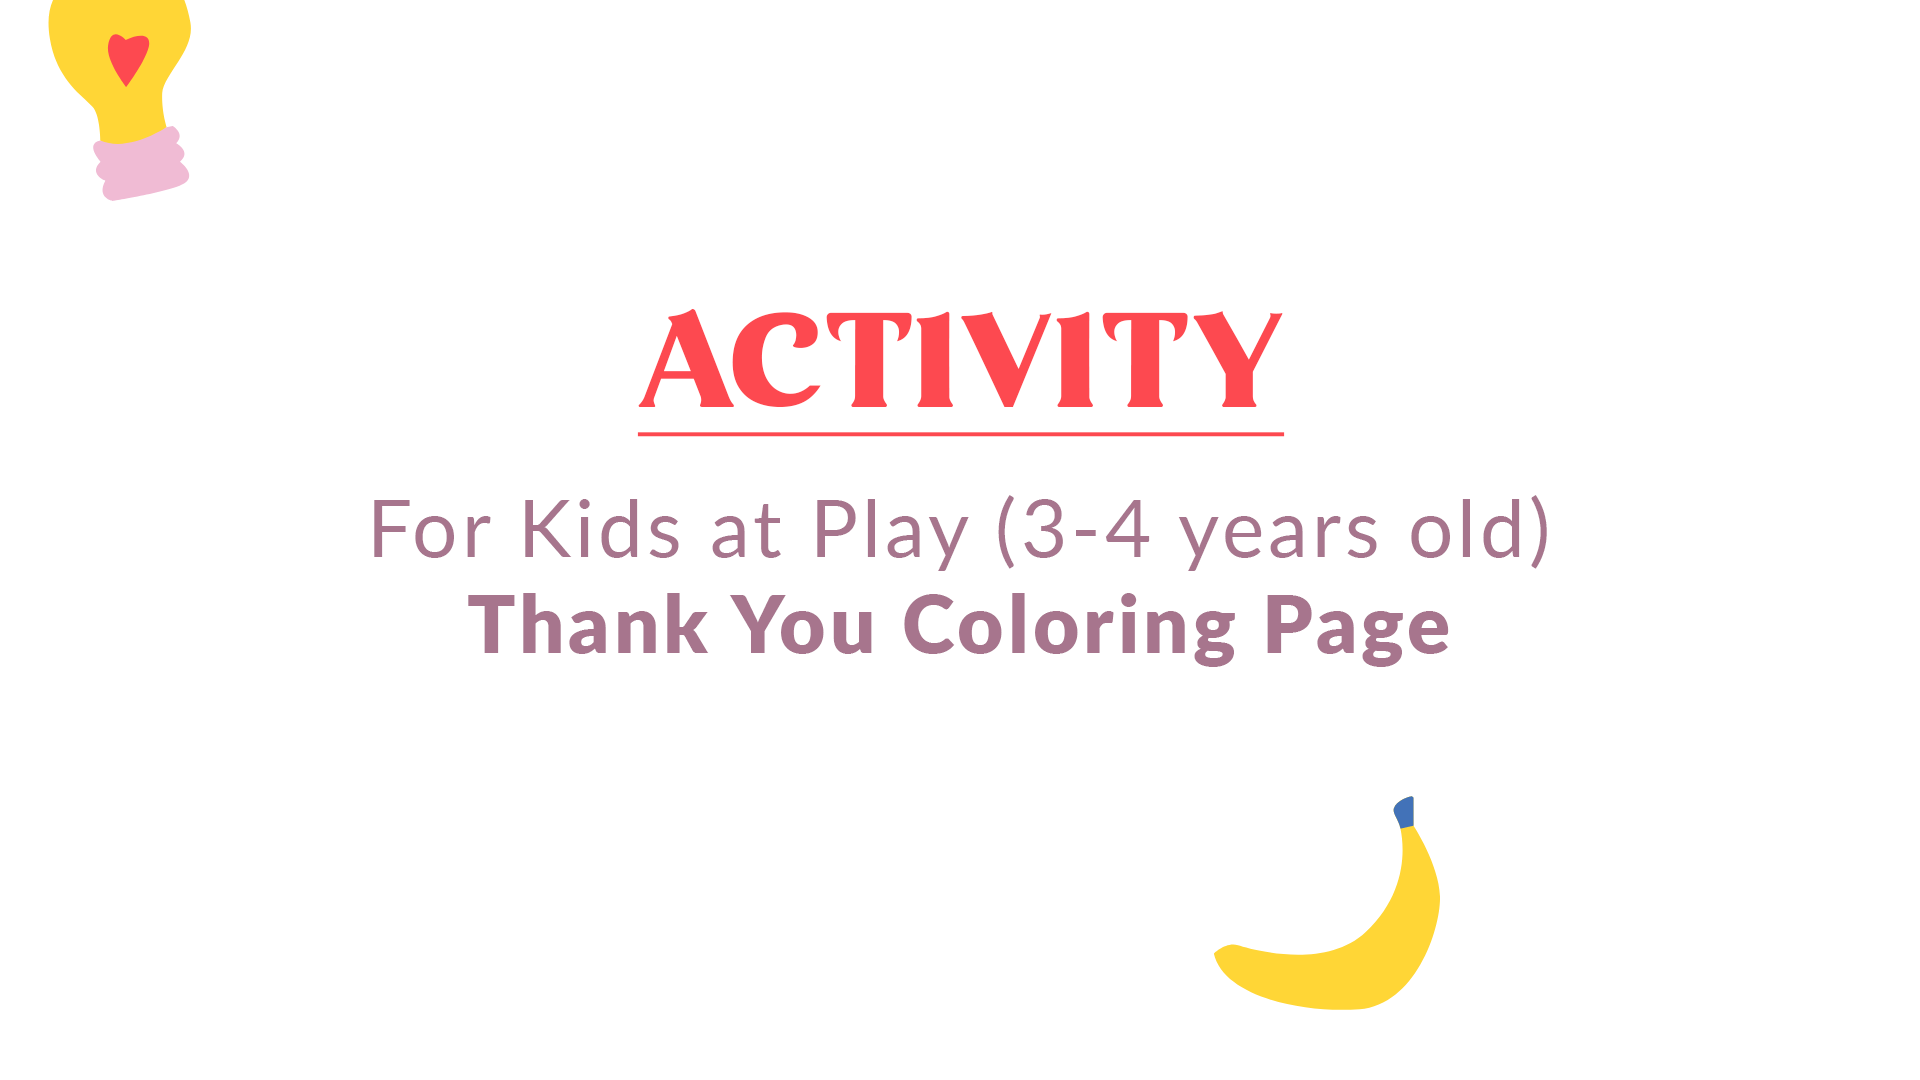 ACTIVITY
For Kids at Play (3-4 years old)
Thank You Coloring Page